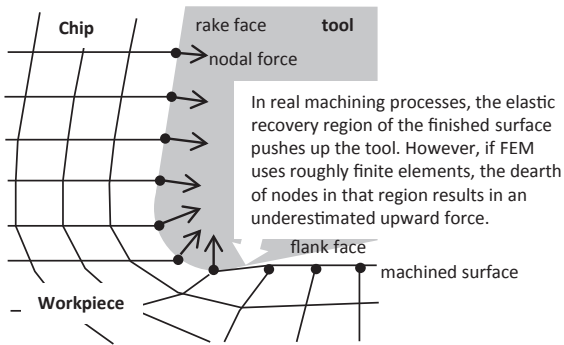 Chip
rake face
tool
nodal force
In real machining processes, the elastic
recovery region of the finished surface
pushes up the tool. However, if FEM
uses roughly finite elements, the dearth
of nodes in that region results in an
underestimated upward force.
flank face
machined surface
Workpiece